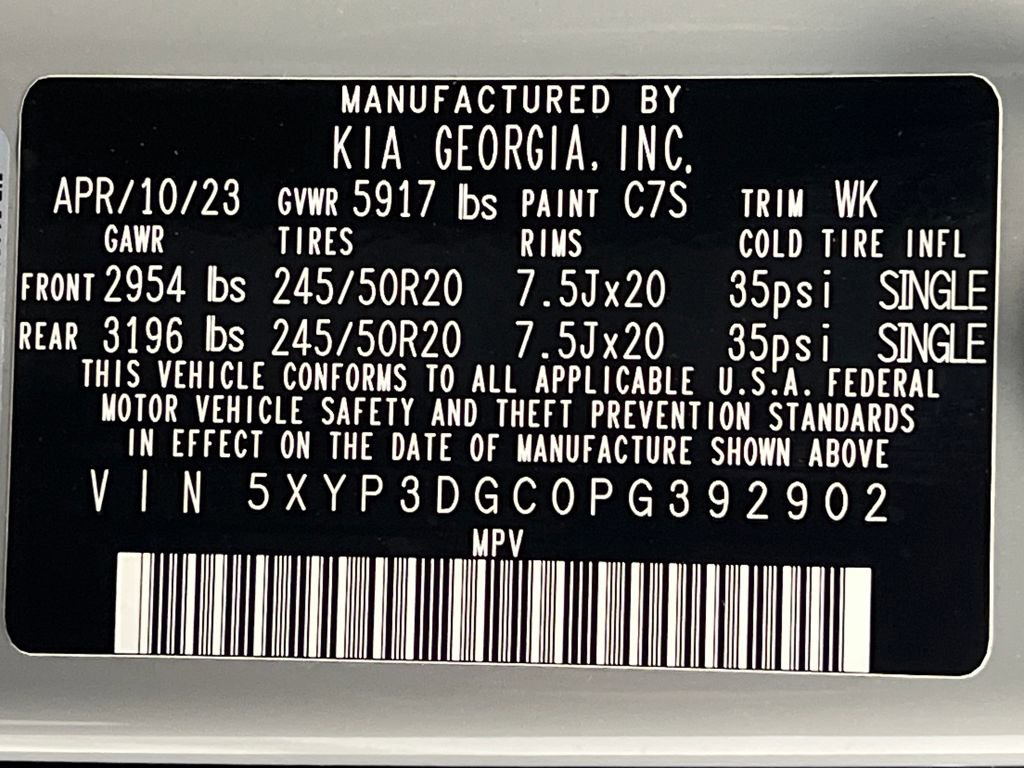 MANUFACTURED BY
KIA GEORGIA, INC.
APR/10/23 GVWR 5917 lbs PAINT C7S TRIM WK
GAWR TIRES RIMS COLD TIRE INFL
FRONT 2954 lbs 245/50R20 7.5Jx20 35psi SINGLE
REAR 3196 lbs 245/50R20 7.5Jx20 35psi SINGLE
THIS VEHICLE CONFORMS TO ALL APPLICABLE U.S.A. FEDERAL
MOTOR VEHICLE SAFETY AND THEFT PREVENTION STANDARDS
IN EFFECT ON THE DATE OF MANUFACTURE SHOWN ABOVE
VIN 5XYP3DGC0PG392902
MPV